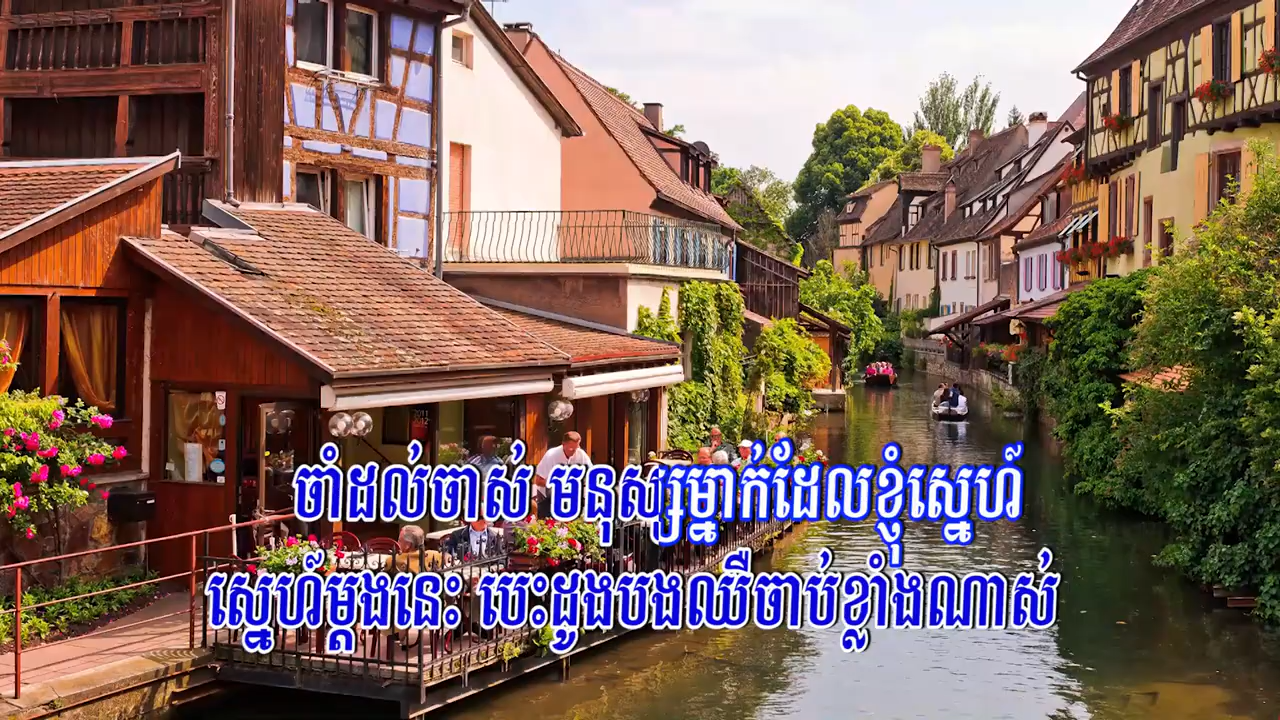 ចាំដល់ចាស់ មនុស្សម្នាក់ដែលខ្ញុំស្នេហ៍
ស្នេហ៍ម្ដងនេះ បេះដូងបងឈឺចាប់ខ្លាំងណាស់